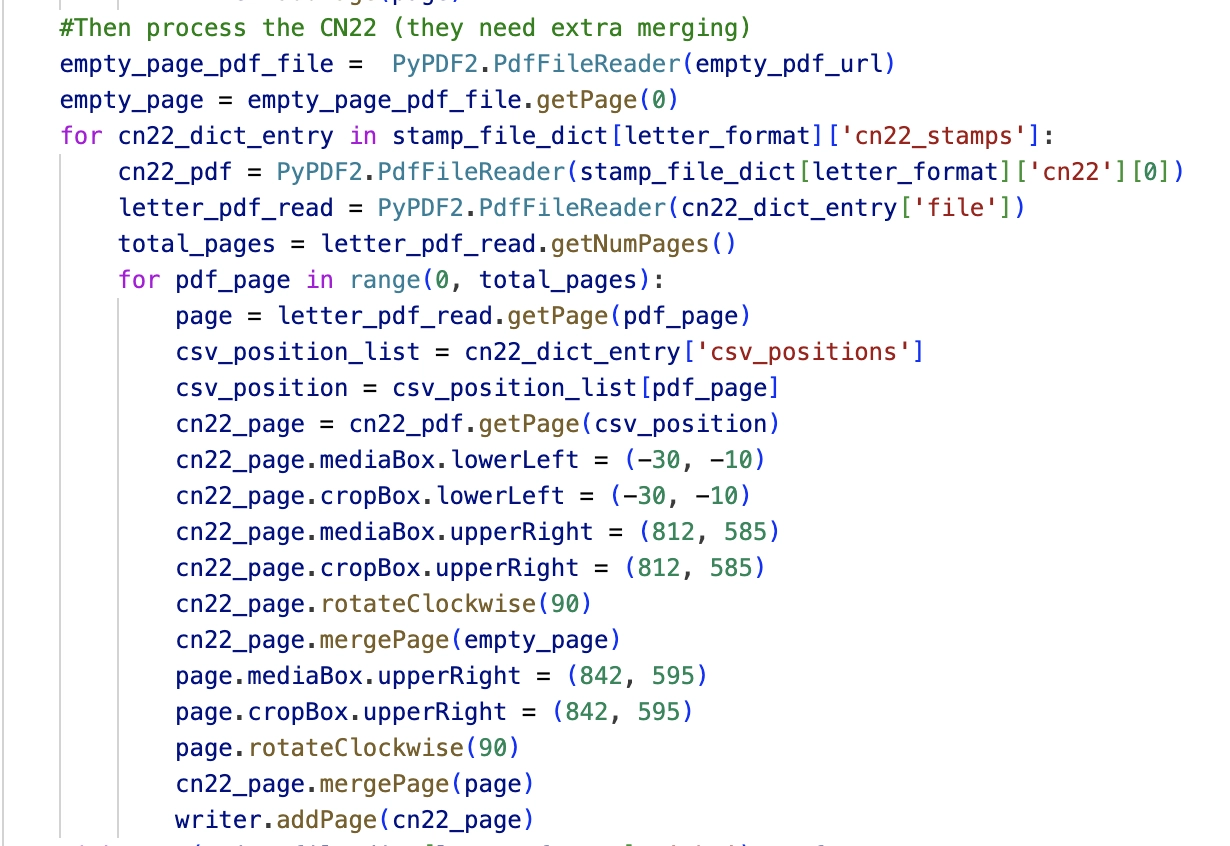 #Then process the CN22 (they need extra merging)
empty_page_pdf_file =  PyPDF2.PdfFileReader(empty_pdf_url)
empty_page = empty_page_pdf_file.getPage(0)
for cn22_dict_entry in stamp_file_dict[letter_format]['cn22_stamps']:
    cn22_pdf = PyPDF2.PdfFileReader(stamp_file_dict[letter_format]['cn22'][0])
    letter_pdf_read = PyPDF2.PdfFileReader(cn22_dict_entry['file'])
    total_pages = letter_pdf_read.getNumPages()
    for pdf_page in range(0, total_pages):
        page = letter_pdf_read.getPage(pdf_page)
        csv_position_list = cn22_dict_entry['csv_positions']
        csv_position = csv_position_list[pdf_page]
        cn22_page = cn22_pdf.getPage(csv_position)
        cn22_page.mediaBox.lowerLeft = (-30, -10)
        cn22_page.cropBox.lowerLeft = (-30, -10)
        cn22_page.mediaBox.upperRight = (812, 585)
        cn22_page.cropBox.upperRight = (812, 585)
        cn22_page.rotateClockwise(90)
        cn22_page.mergePage(empty_page)
        page.mediaBox.upperRight = (842, 595)
        page.cropBox.upperRight = (842, 595)
        page.rotateClockwise(90)
        cn22_page.mergePage(page)
        writer.addPage(cn22_page)